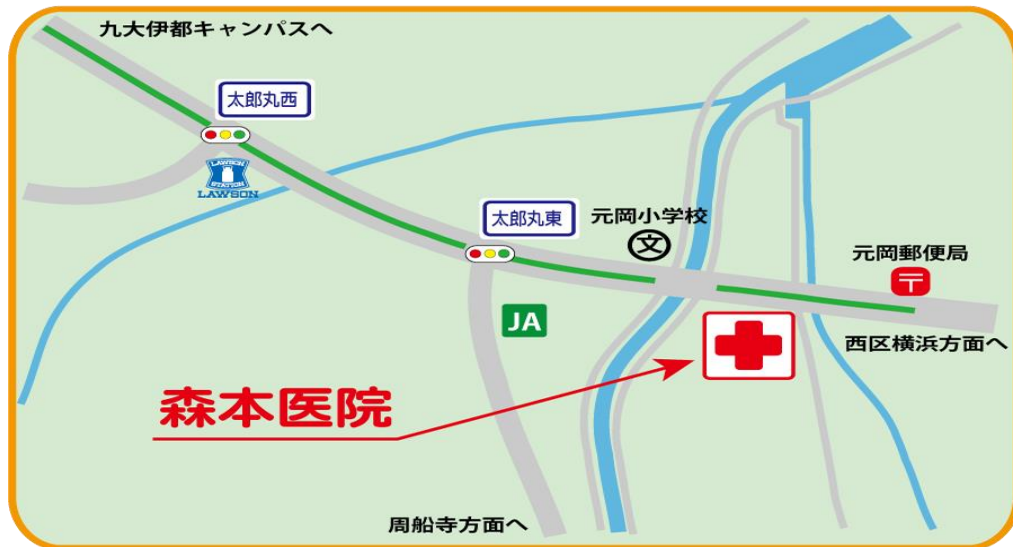 九大伊都キャンパスへ
太郎丸西
LAWSON
STATION
LAWSON
太郎丸東
元岡小学校
文
元岡郵便局
〒
JA
西区横浜方面へ
森本医院
周船寺方面へ